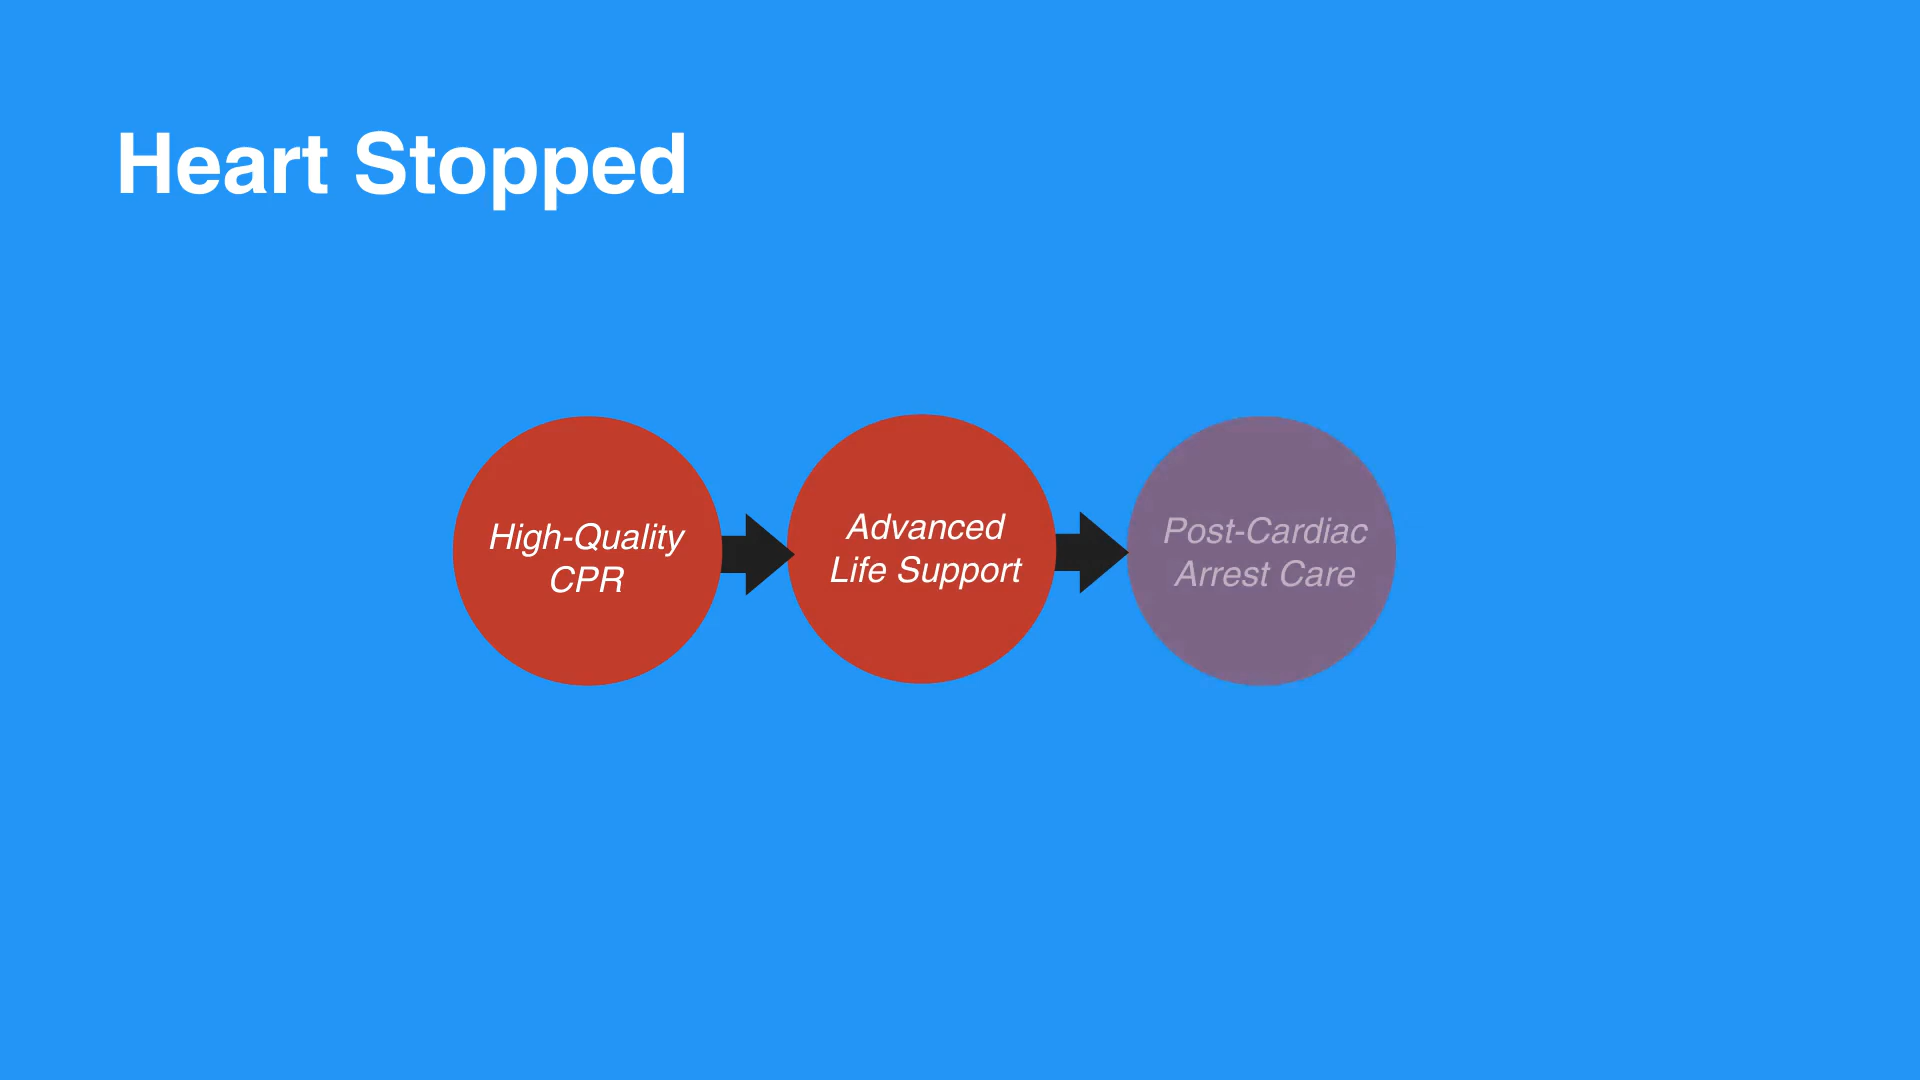 Heart Stopped
High-Quality
CPR
Advanced
Life Support
Post-Cardiac
Arrest Care